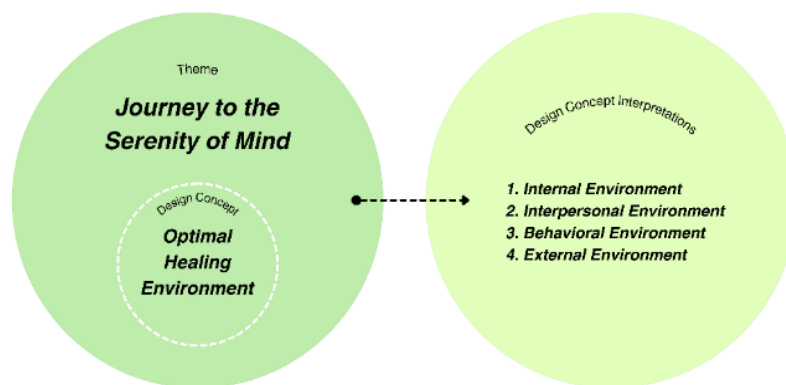 Theme
Journey to the
Serenity of Mind
Design Concept
Optimal
Healing
Environment
Design Concept Interpretations
1. Internal Environment
2. Interpersonal Environment
3. Behavioral Environment
4. External Environment